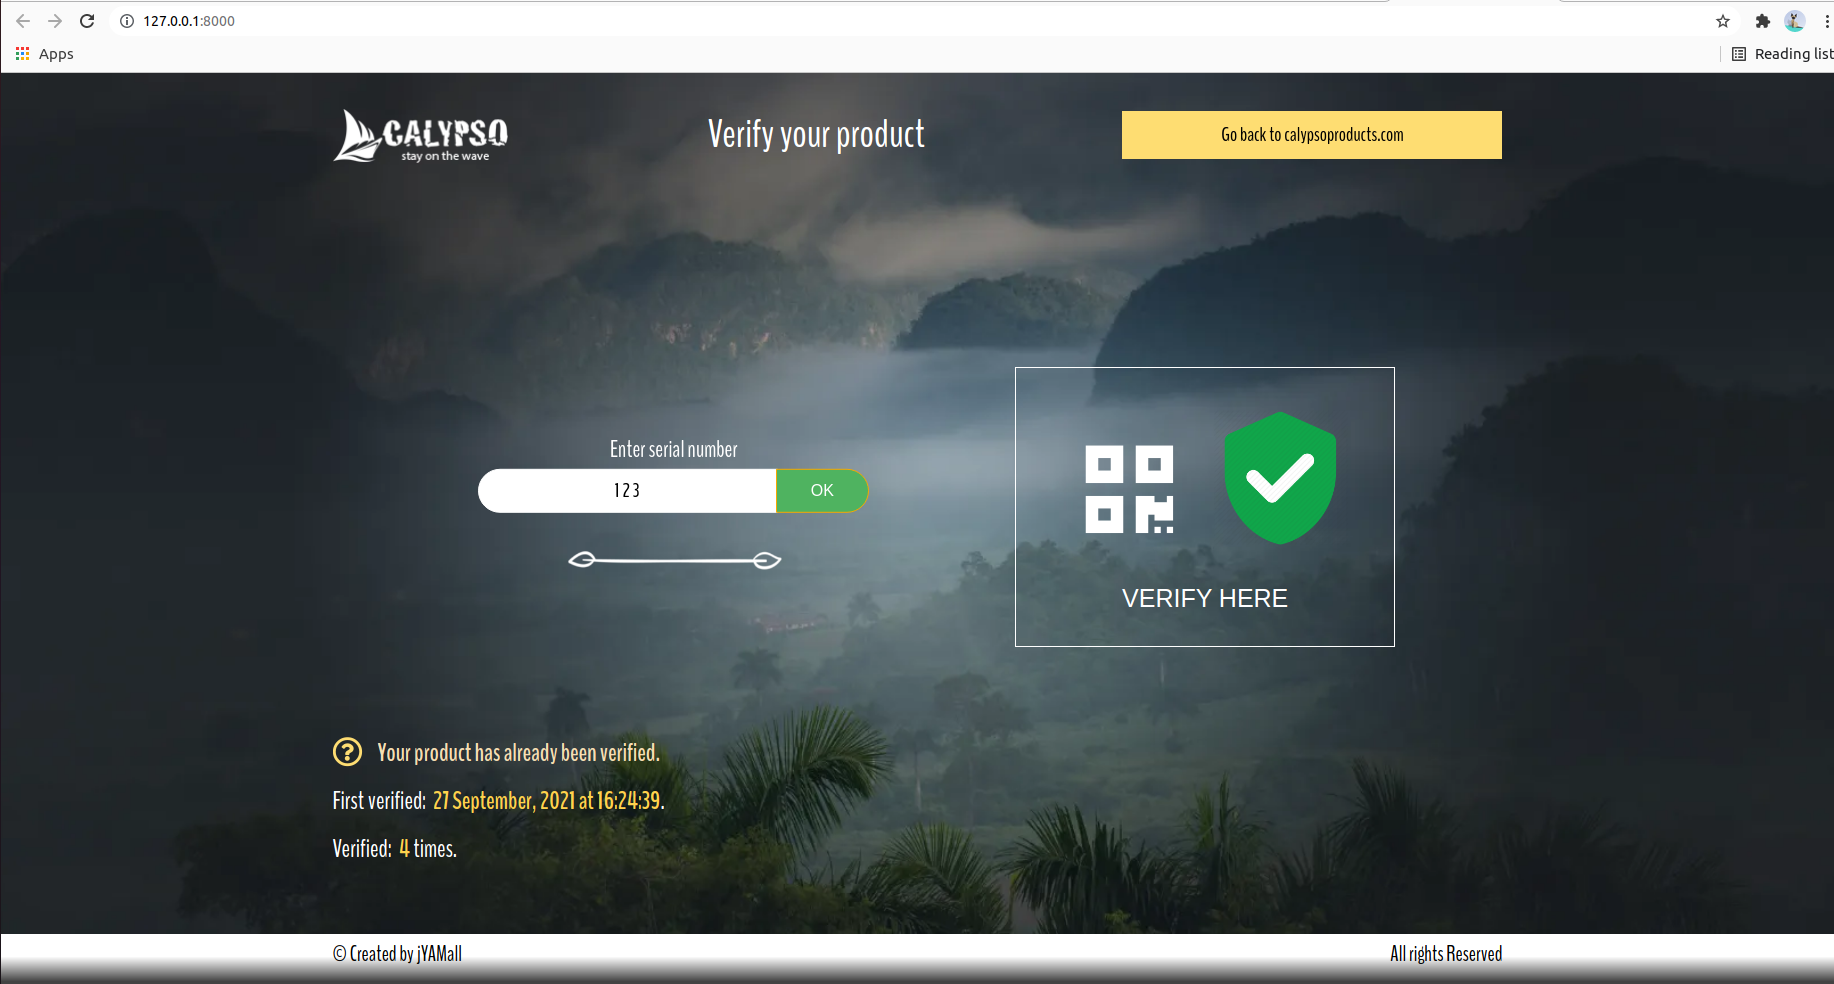 127.0.0.1:8000
Apps
Reading list
CALYPSO
stay on the wave
Verify your product
Go back to calypsoproducts.com
Enter serial number
123
OK
VERIFY HERE
Your product has already been verified.
First verified: 27 September, 2021 at 16:24:39.
Verified: 4 times.
© Created by jYAMall
All rights Reserved